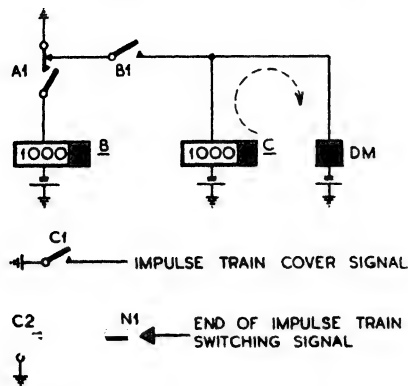 A1
B1
1000
B
1000
C
DM
C1
IMPULSE TRAIN COVER SIGNAL
C2
N1
END OF IMPULSE TRAIN
SWITCHING SIGNAL